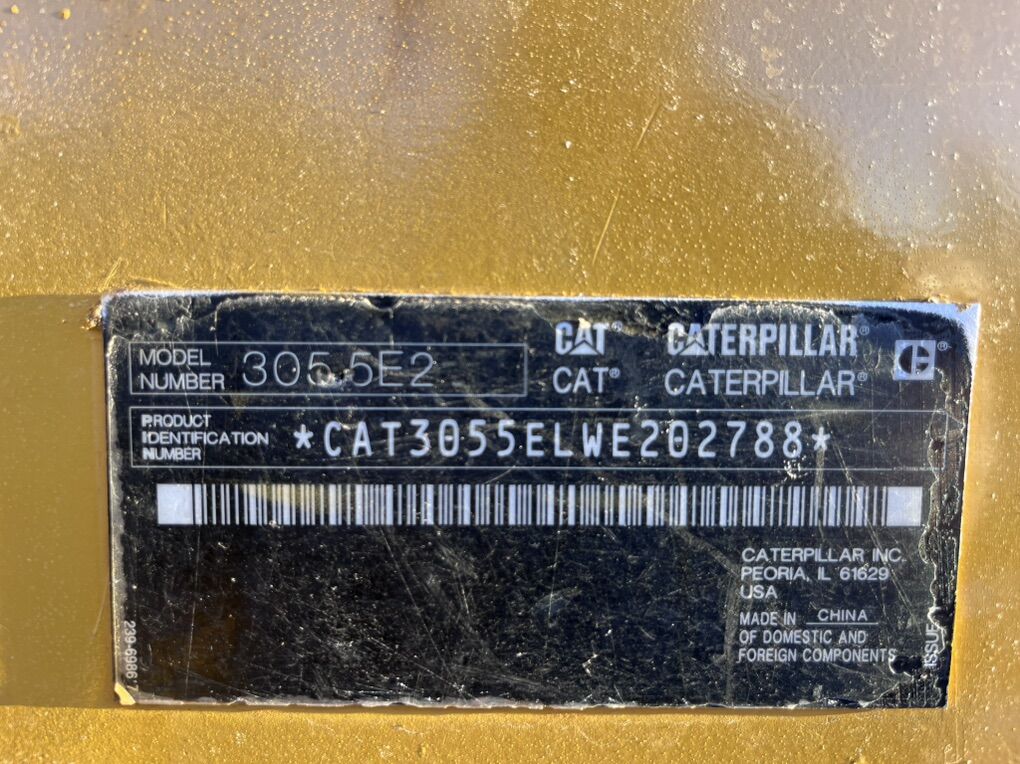 MODEL
NUMBER 305.5E2
CAT® CATERPILLAR®
CAT® CATERPILLAR®
PRODUCT
IDENTIFICATION
NUMBER
*CAT3055ELWE202788*
CATERPILLAR INC.
PEORIA, IL 61629
USA
MADE IN CHINA
OF DOMESTIC AND
FOREIGN COMPONENTS
239-6986
ISSUE